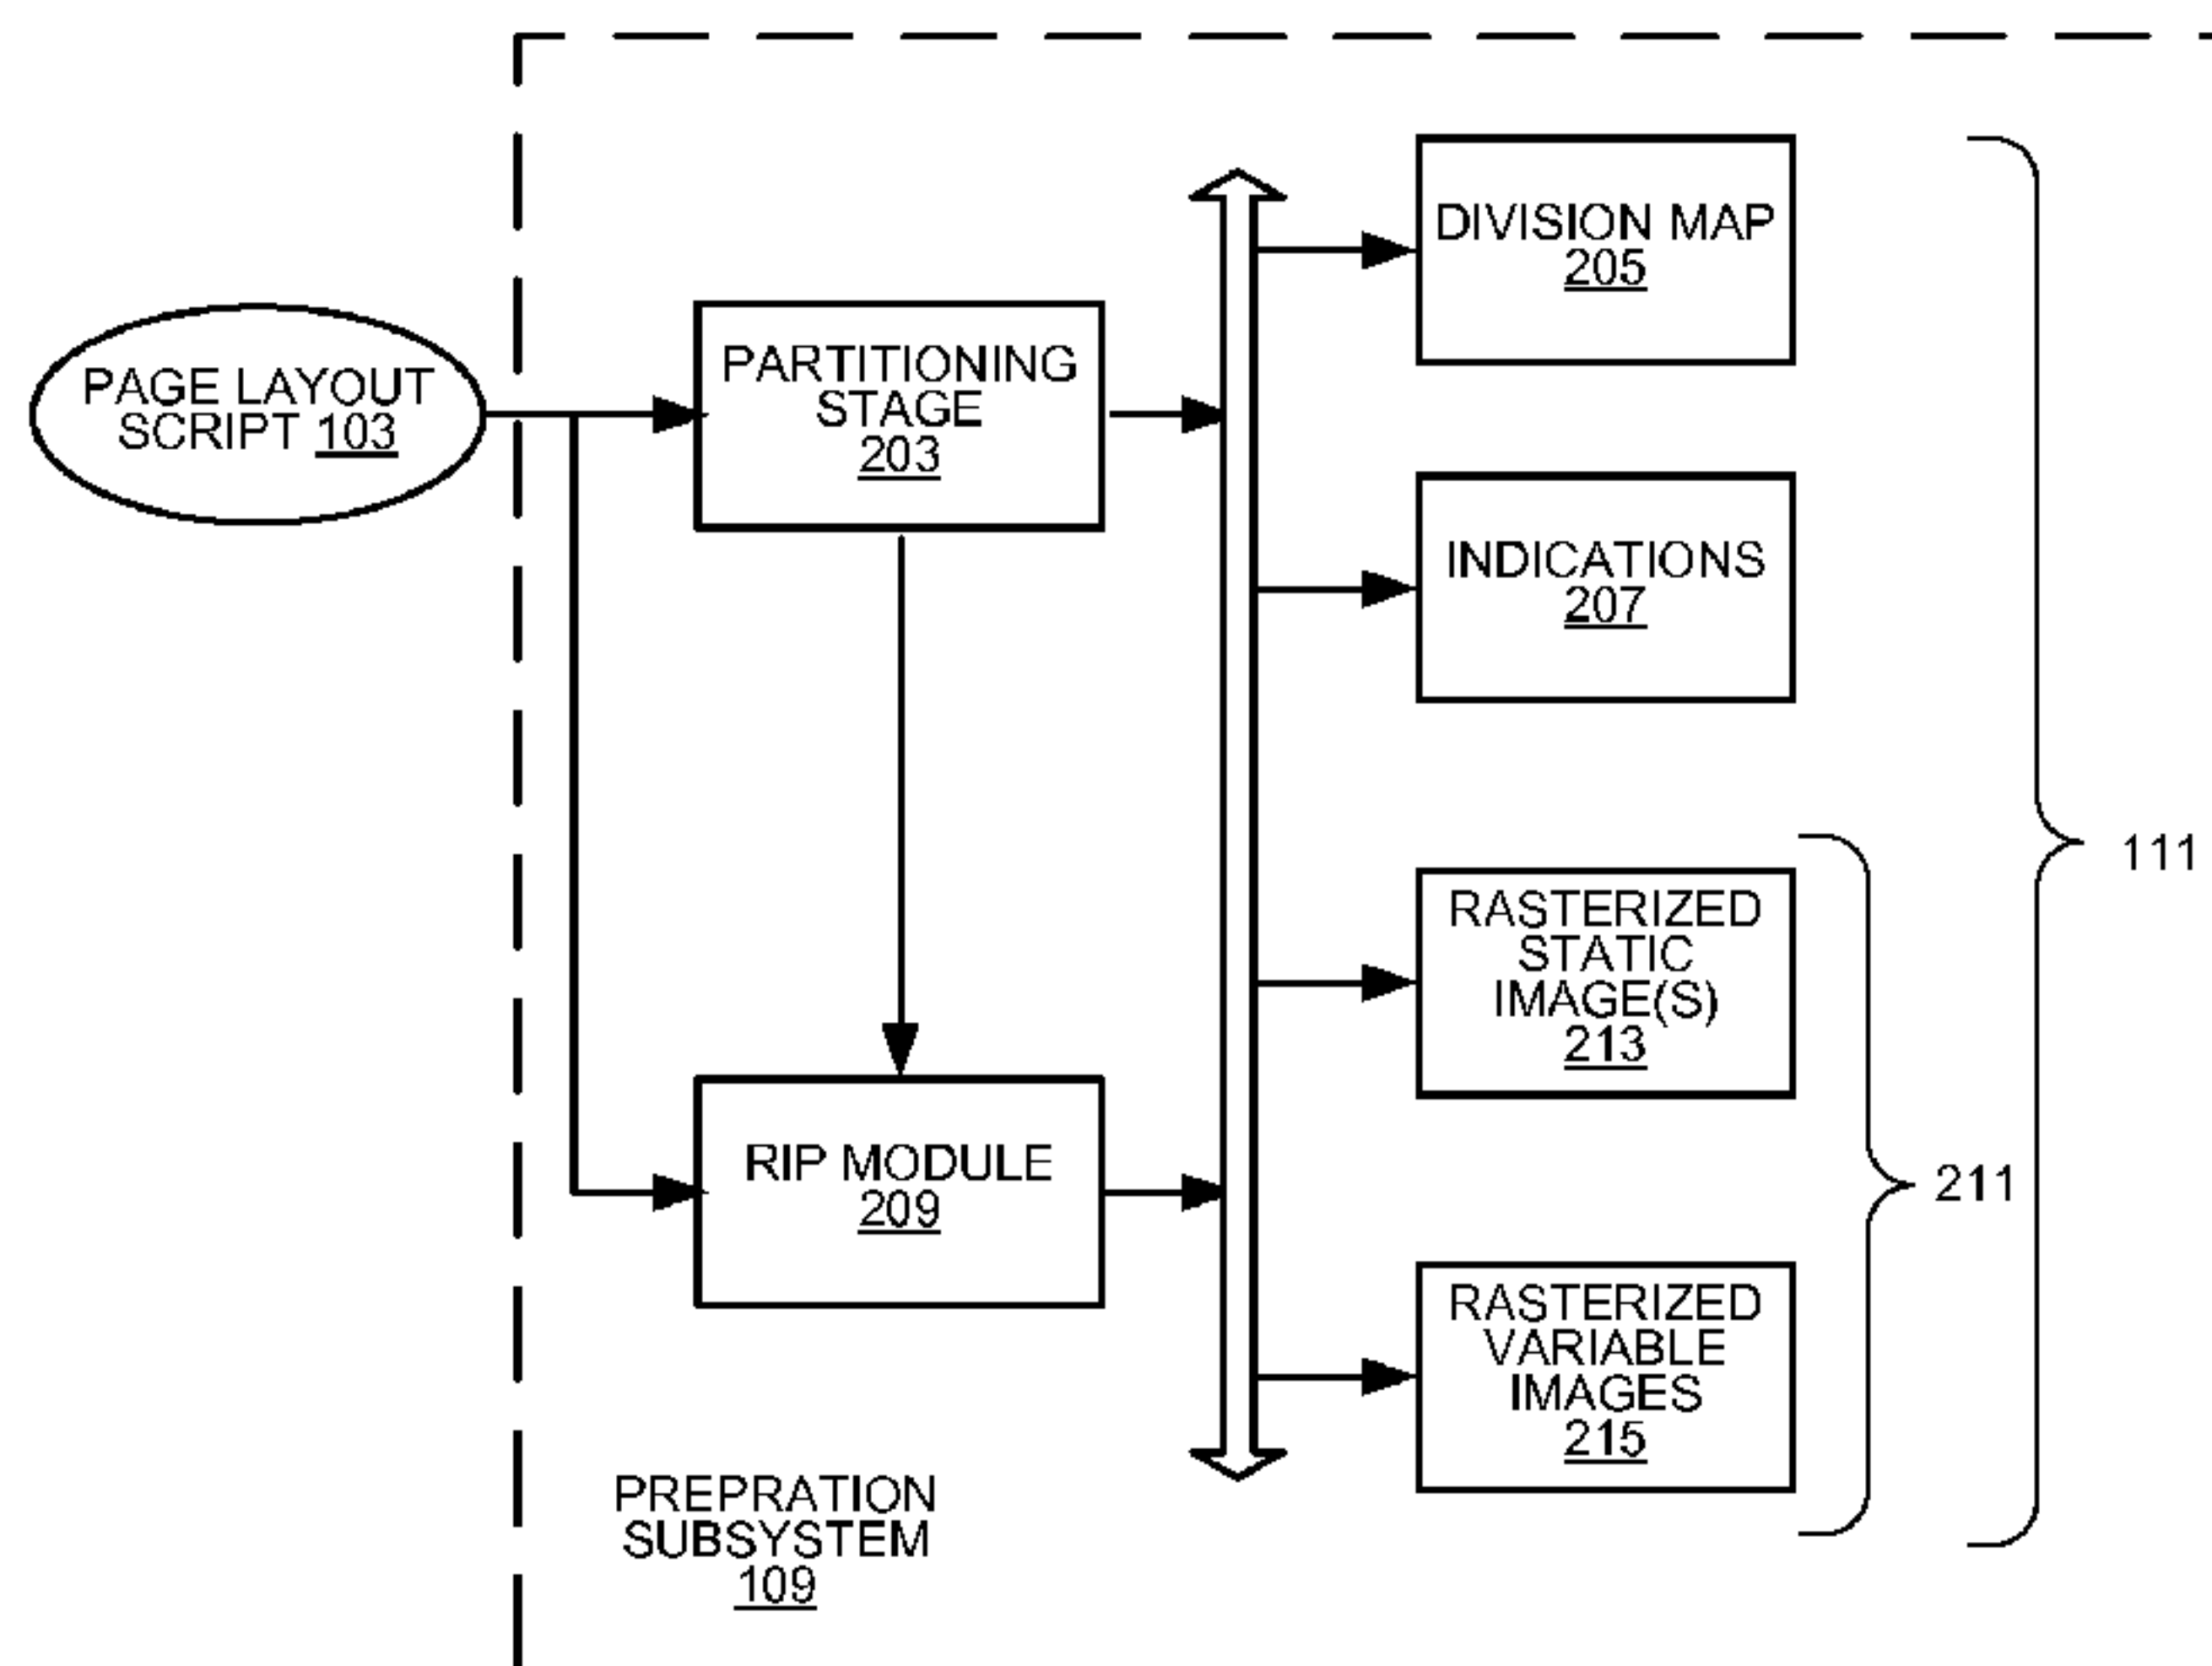 PAGE LAYOUT
SCRIPT 103
PARTITIONING
STAGE
203
RIP MODULE
209
PREPRATION
SUBSYSTEM
109
DIVISION MAP
205
INDICATIONS
207
RASTERIZED
STATIC
IMAGE(S)
213
RASTERIZED
VARIABLE
IMAGES
215
211
111